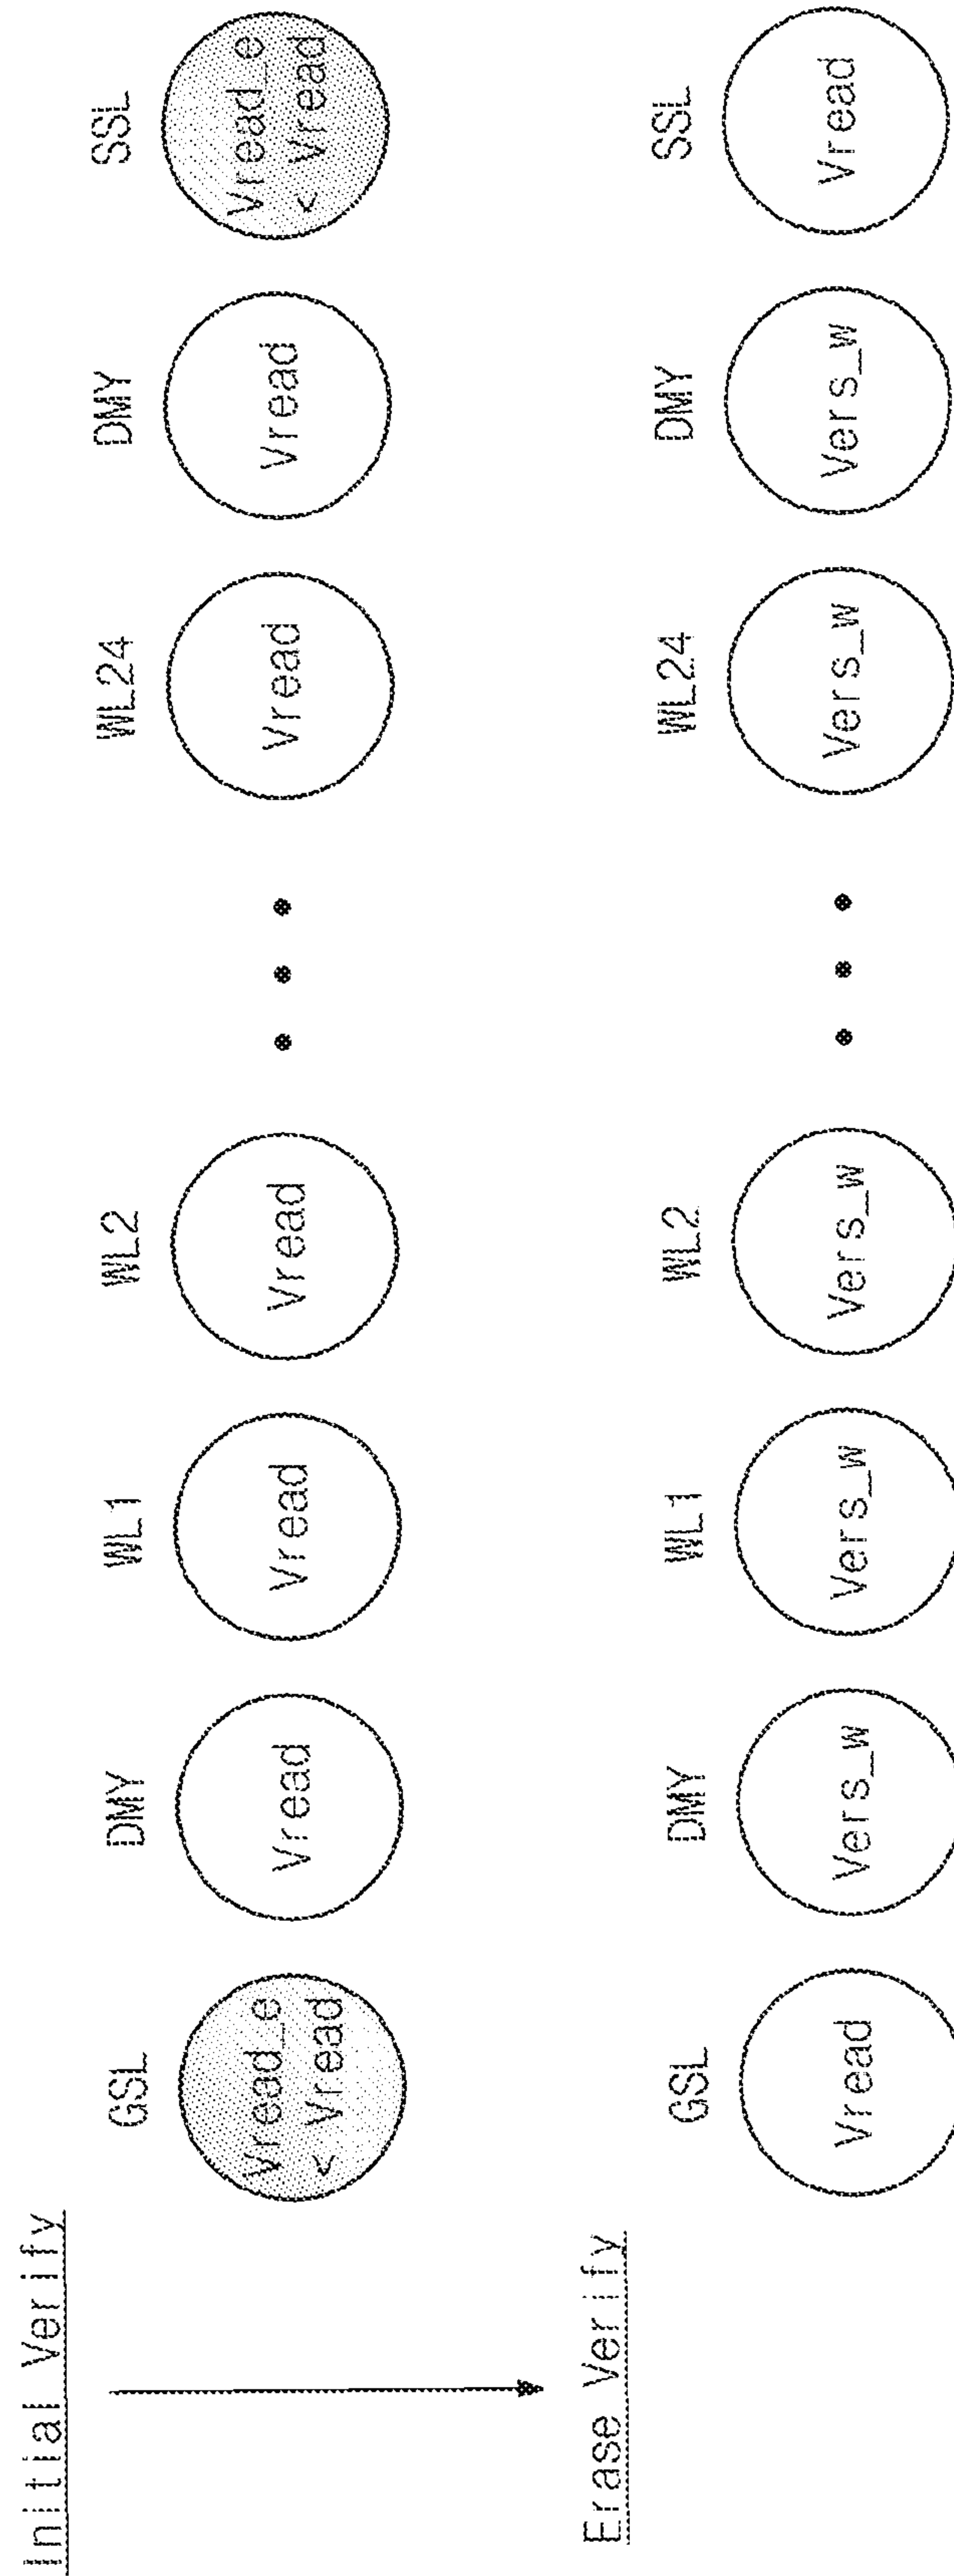 Initial Verify
GSL DMY WL1 WL2 WL24 DMY SSL
Vread_e
< Vread
Vread
Vread
Vread
Vread
Vread
Vread_e
< Vread
Erase Verify
GSL DMY WL1 WL2 WL24 DMY SSL
Vread Vers_w Vers_w Vers_w Vers_w Vers_w Vread